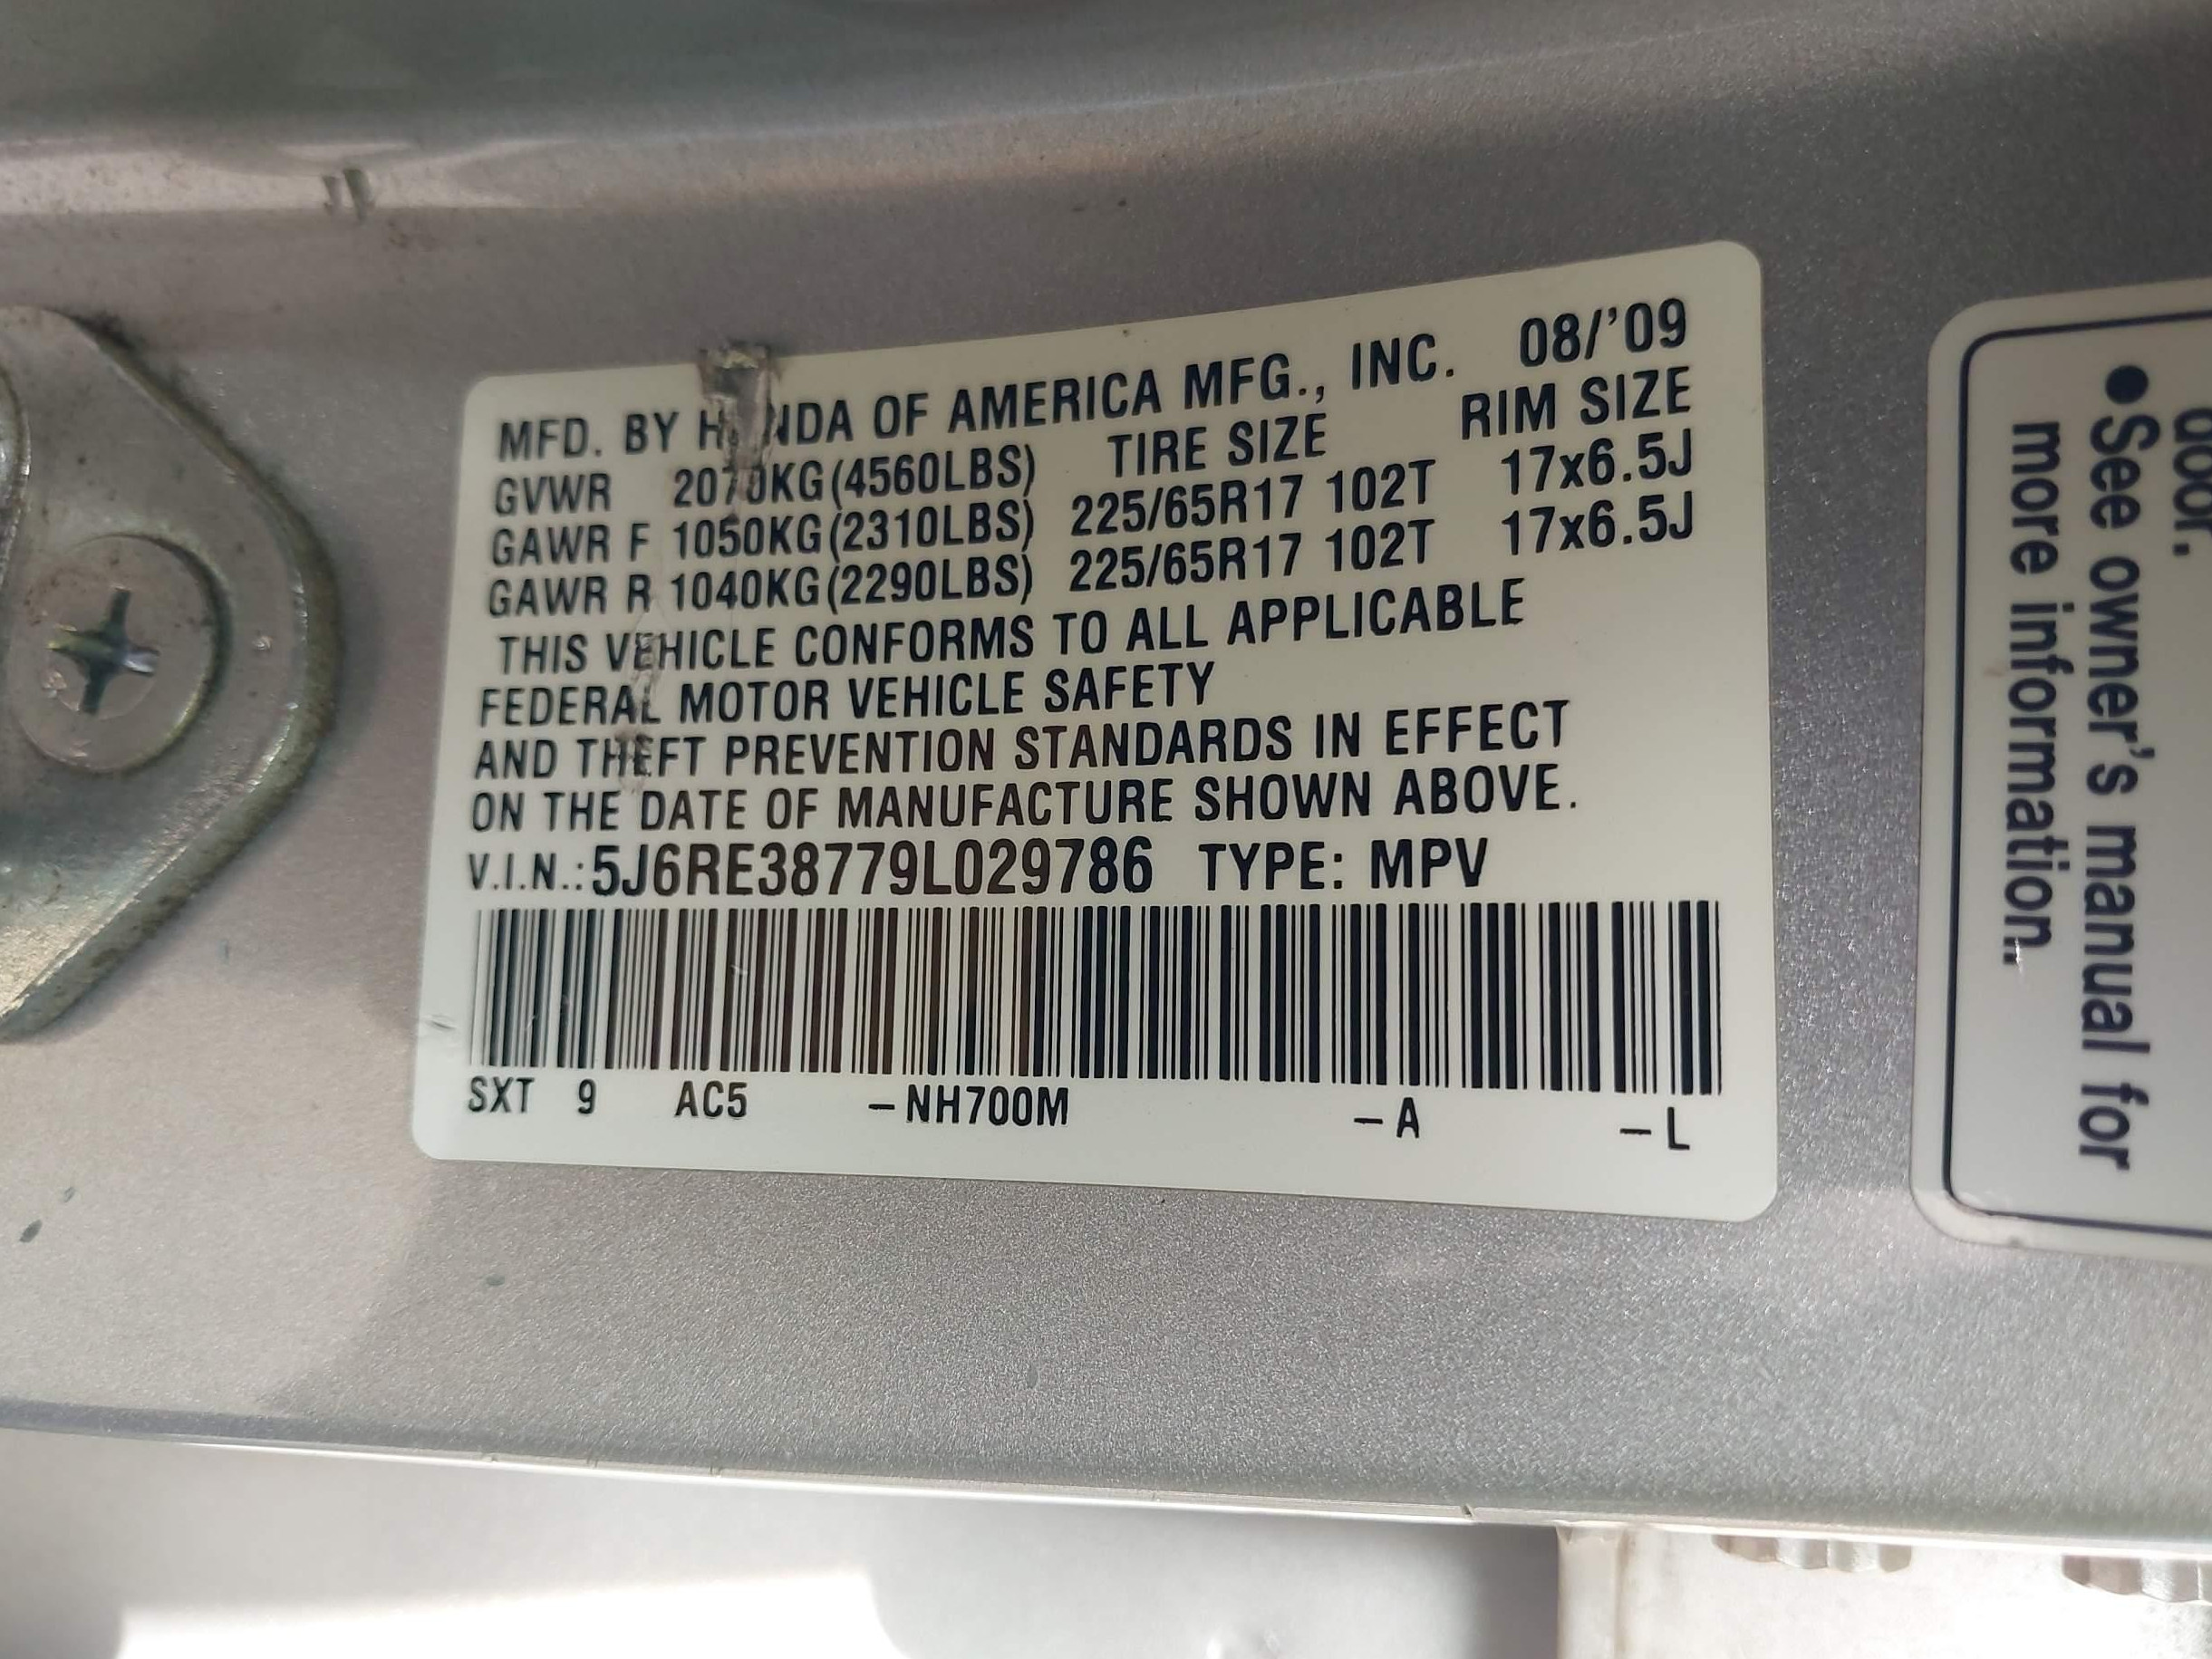 MFD. BY HONDA OF AMERICA MFG., INC. 08/'09
TIRE SIZE RIM SIZE
GVWR 2070KG(4560LBS)
GAWR F 1050KG(2310LBS) 225/65R17 102T 17x6.5J
GAWR R 1040KG(2290LBS) 225/65R17 102T 17x6.5J
THIS VEHICLE CONFORMS TO ALL APPLICABLE
FEDERAL MOTOR VEHICLE SAFETY
AND THEFT PREVENTION STANDARDS IN EFFECT
ON THE DATE OF MANUFACTURE SHOWN ABOVE.
V.I.N.:5J6RE38779L029786 TYPE: MPV
SXT 9 AC5 -NH700M -A -L
door.
●See owner's manual for
more information.